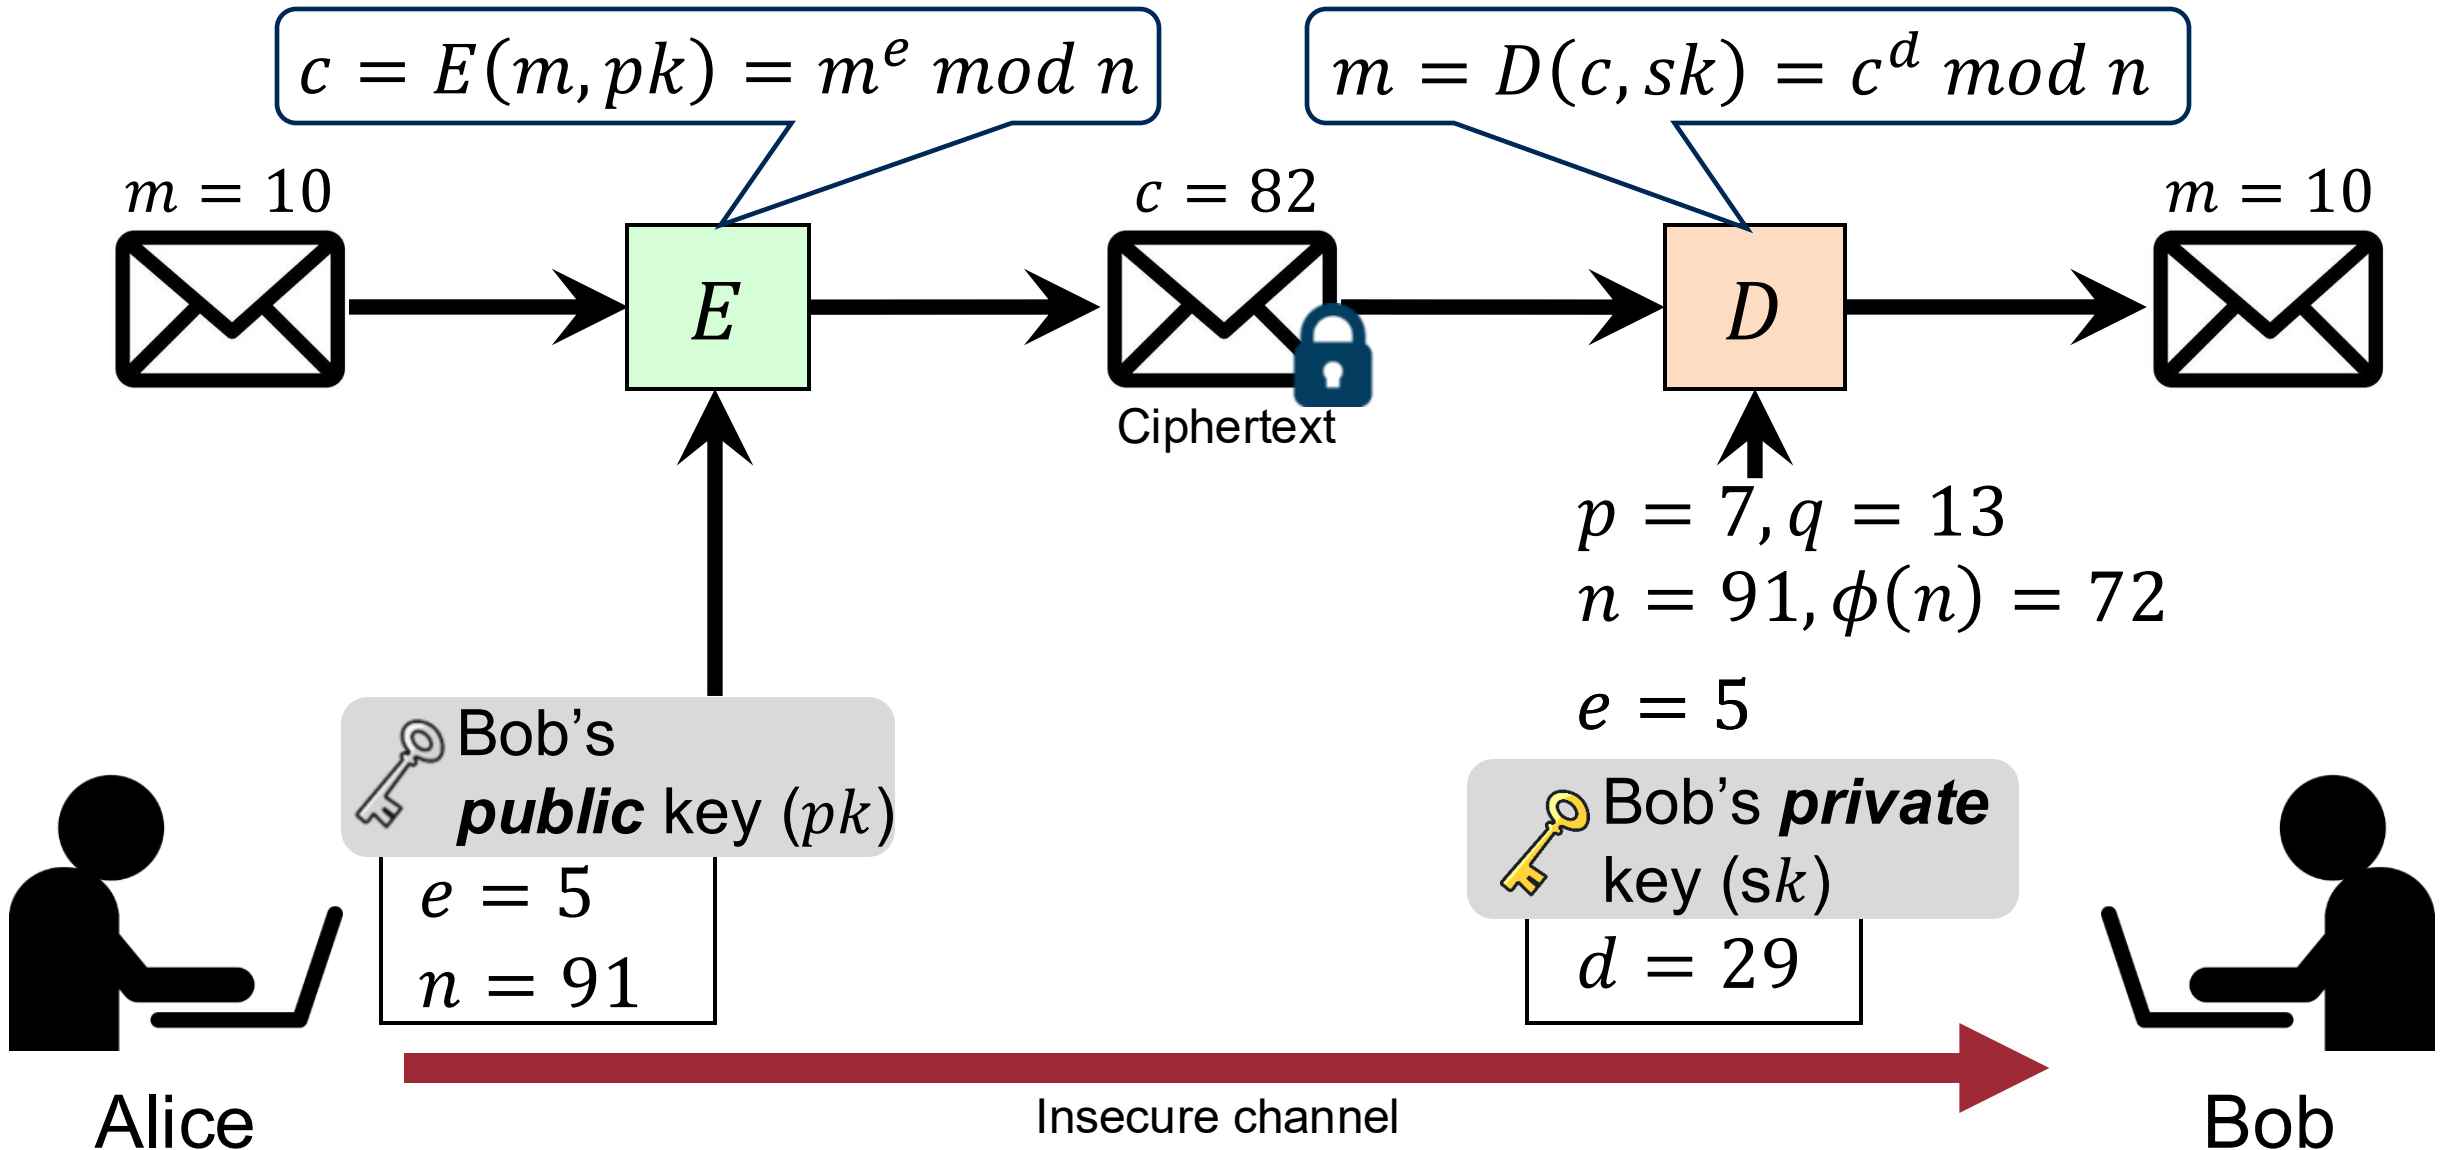 c = E(m, pk) = m^e mod n
m = D(c, sk) = c^d mod n
m = 10
c = 82
m = 10
E
D
Ciphertext
p = 7, q = 13
n = 91, ϕ(n) = 72
e = 5
Bob's
public key (pk)
e = 5
n = 91
Bob's private
key (sk)
d = 29
Insecure channel
Alice
Bob